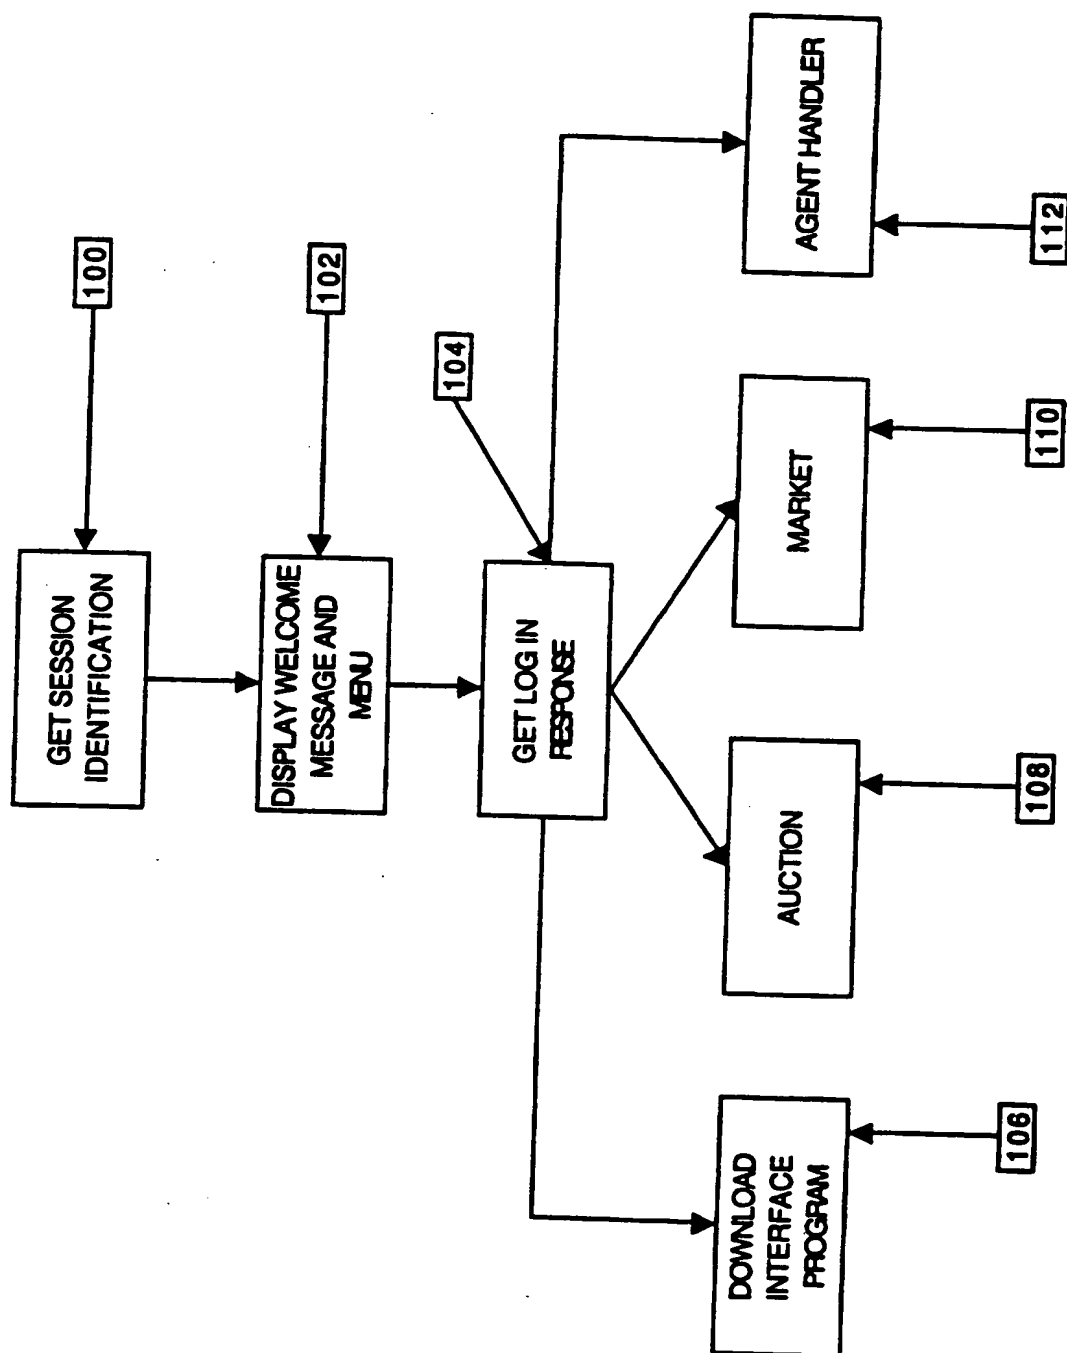 100
GET SESSION
IDENTIFICATION
102
DISPLAY WELCOME
MESSAGE AND
MENU
104
GET LOG IN
RESPONSE
DOWNLOAD
INTERFACE
PROGRAM
106
AUCTION
108
MARKET
110
AGENT HANDLER
112